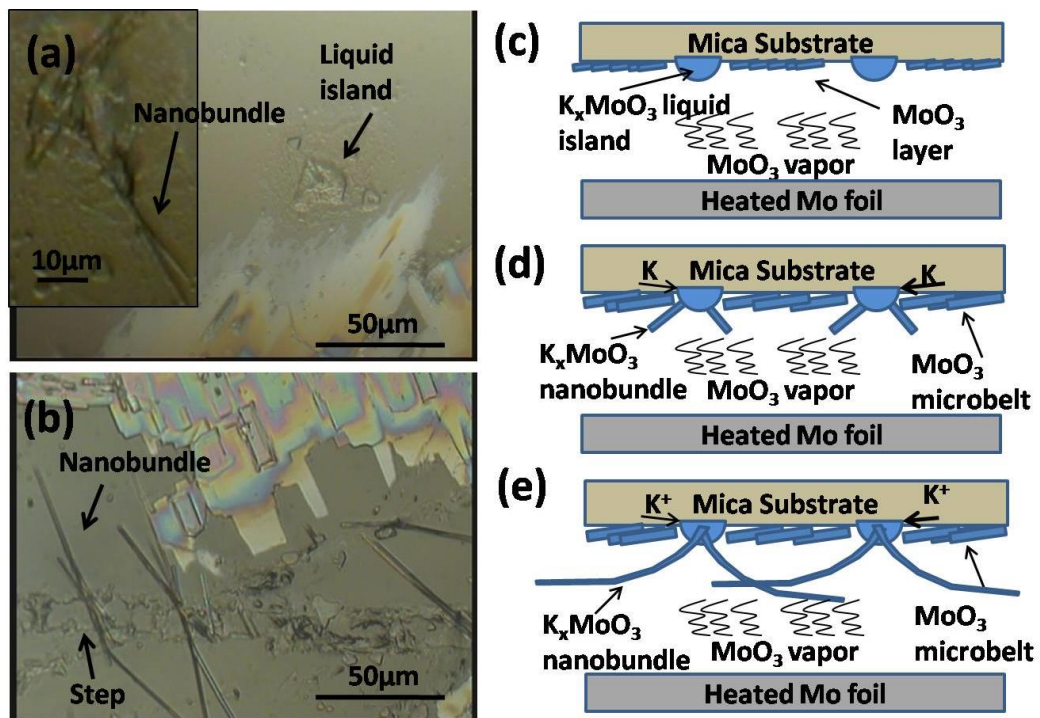 (a)
Nanobundle
Liquid
island
10μm
50μm
(b)
Nanobundle
Step
50μm
(c)
Mica Substrate
KₓMoO₃ liquid
island
MoO₃
layer
MoO₃ vapor
Heated Mo foil
(d)
K
Mica Substrate
K
KₓMoO₃
nanobundle
MoO₃ vapor
MoO₃
microbelt
Heated Mo foil
(e)
K⁺
Mica Substrate
K⁺
KₓMoO₃
nanobundle
MoO₃ vapor
MoO₃
microbelt
Heated Mo foil